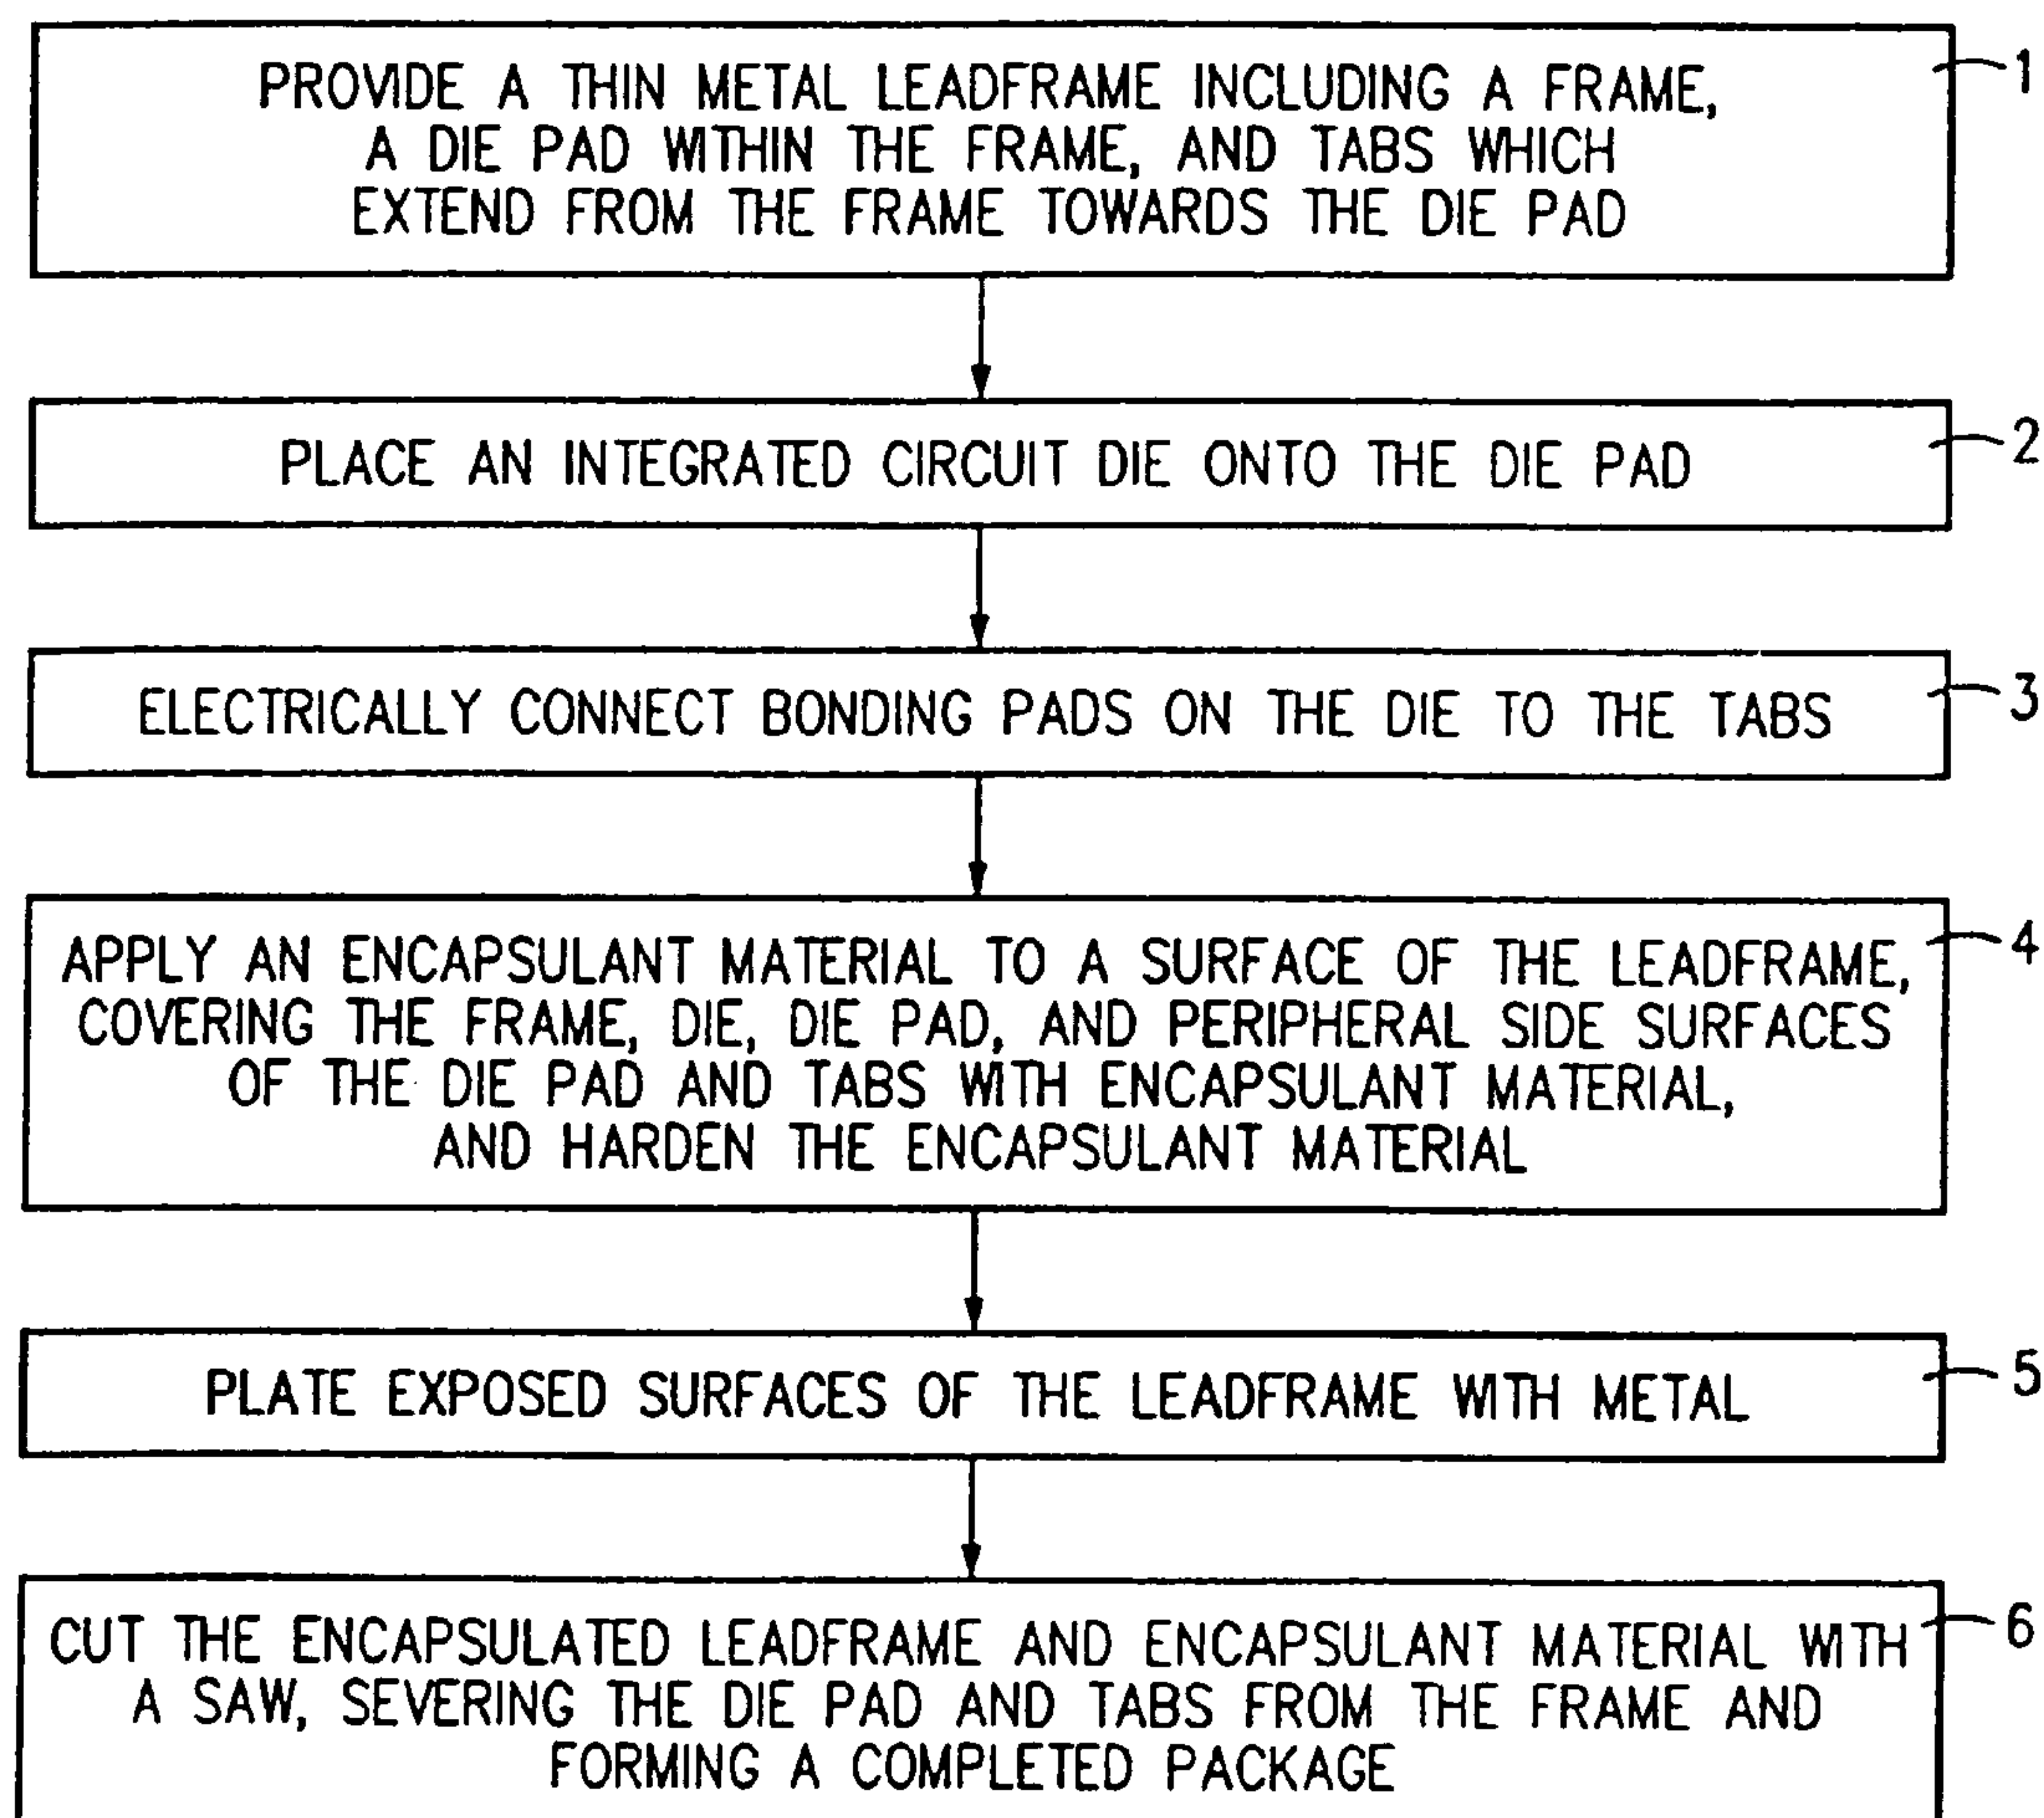 PROVIDE A THIN METAL LEADFRAME INCLUDING A FRAME,
A DIE PAD WITHIN THE FRAME, AND TABS WHICH
EXTEND FROM THE FRAME TOWARDS THE DIE PAD
1
PLACE AN INTEGRATED CIRCUIT DIE ONTO THE DIE PAD
2
ELECTRICALLY CONNECT BONDING PADS ON THE DIE TO THE TABS
3
APPLY AN ENCAPSULANT MATERIAL TO A SURFACE OF THE LEADFRAME,
COVERING THE FRAME, DIE, DIE PAD, AND PERIPHERAL SIDE SURFACES
OF THE DIE PAD AND TABS WITH ENCAPSULANT MATERIAL,
AND HARDEN THE ENCAPSULANT MATERIAL
4
PLATE EXPOSED SURFACES OF THE LEADFRAME WITH METAL
5
CUT THE ENCAPSULATED LEADFRAME AND ENCAPSULANT MATERIAL WITH
A SAW, SEVERING THE DIE PAD AND TABS FROM THE FRAME AND
FORMING A COMPLETED PACKAGE
6